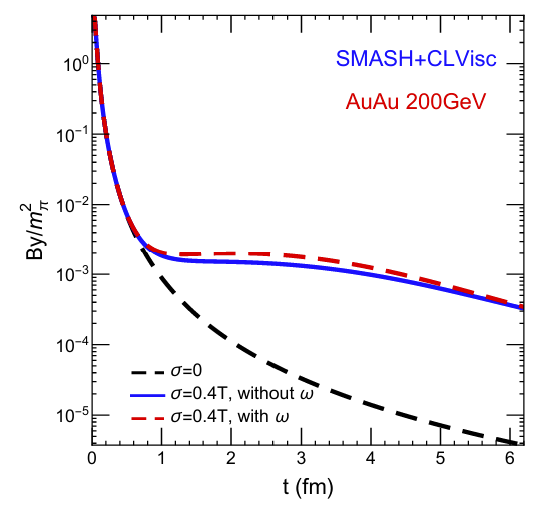 SMASH+CLVisc
AuAu 200GeV
10⁰
10⁻¹
10⁻²
10⁻³
10⁻⁴
10⁻⁵
By/m²π
σ=0
σ=0.4T, without ω
σ=0.4T, with ω
0 1 2 3 4 5 6
t (fm)